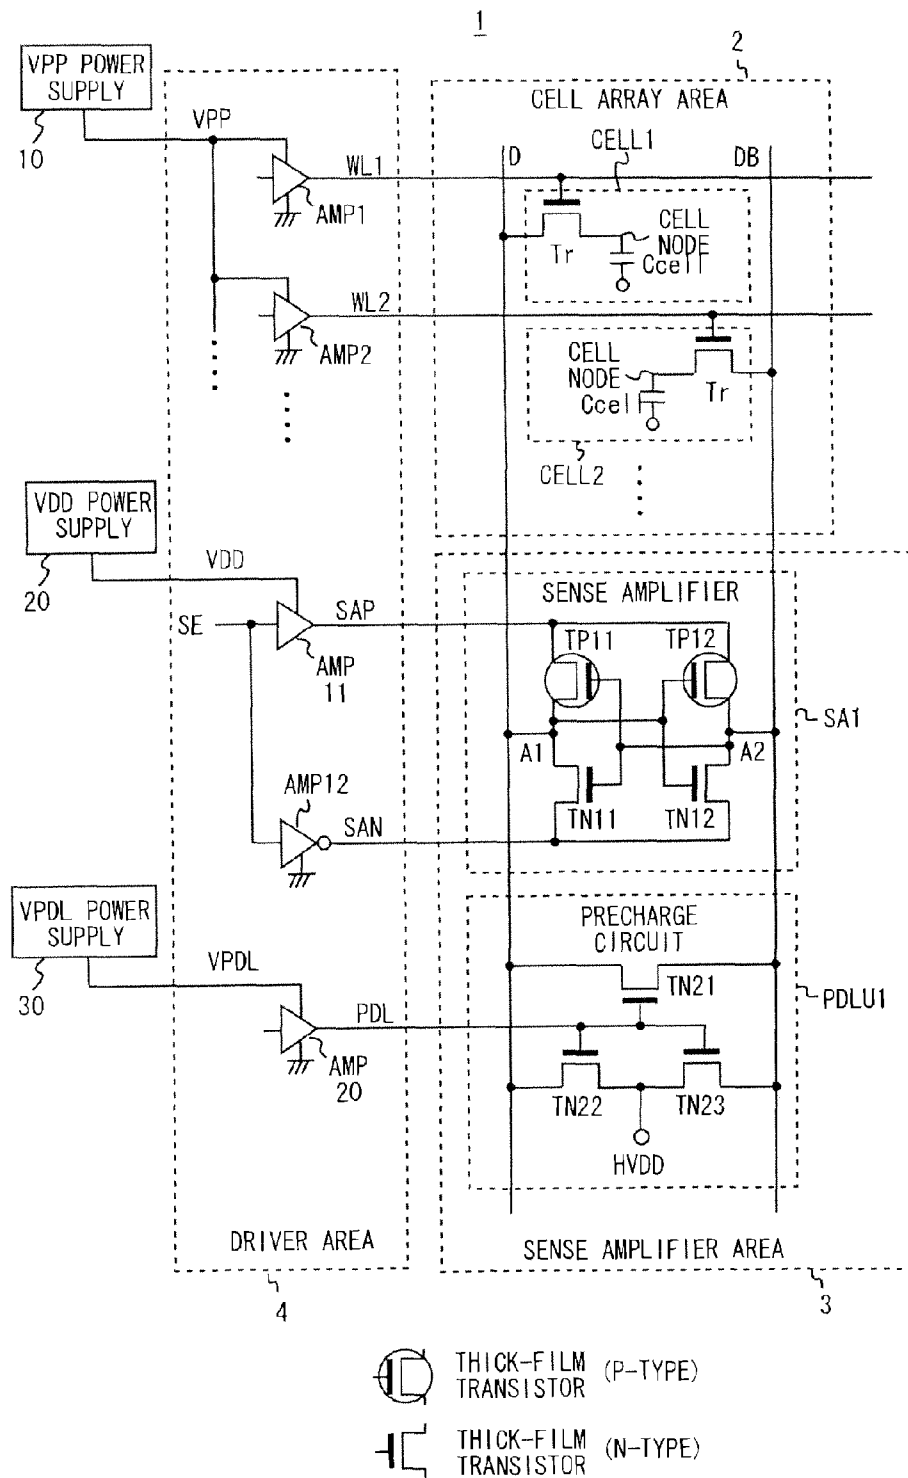 1
VPP POWER
SUPPLY
10
VPP
2
CELL ARRAY AREA
D
CELL1
DB
WL1
AMP1
Tr
CELL
NODE
Ccell
WL2
AMP2
CELL
NODE
Ccell
Tr
CELL2
VDD POWER
SUPPLY
20
VDD
SE
SAP
AMP
11
SENSE AMPLIFIER
TP11
TP12
SA1
A1
A2
AMP12
SAN
TN11
TN12
VPDL POWER
SUPPLY
30
VPDL
PDL
AMP
20
PRECHARGE
CIRCUIT
TN21
PDLU1
TN22
TN23
HVDD
DRIVER AREA
SENSE AMPLIFIER AREA
4
3
THICK-FILM
TRANSISTOR (P-TYPE)
THICK-FILM
TRANSISTOR (N-TYPE)